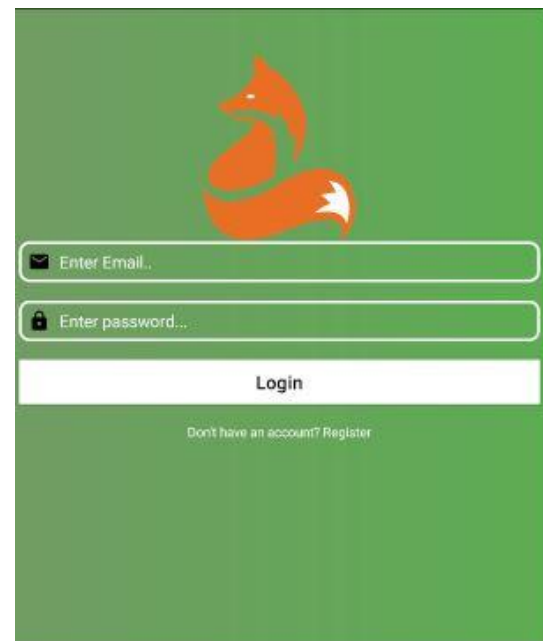 Enter Email..
Enter password...
Login
Don't have an account? Register